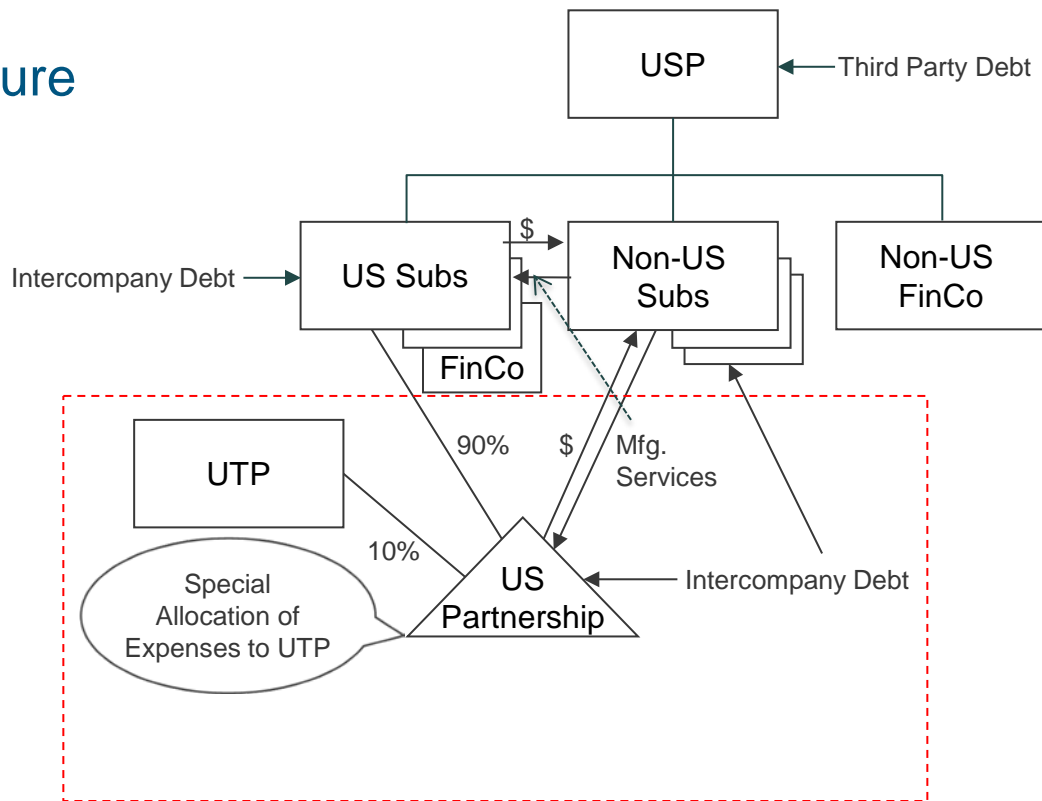 ure
USP
Third Party Debt
$
Intercompany Debt
US Subs
Non-US
Subs
Non-US
FinCo
FinCo
90%
$
Mfg.
Services
UTP
10%
Special
Allocation of
Expenses to UTP
US
Partnership
Intercompany Debt